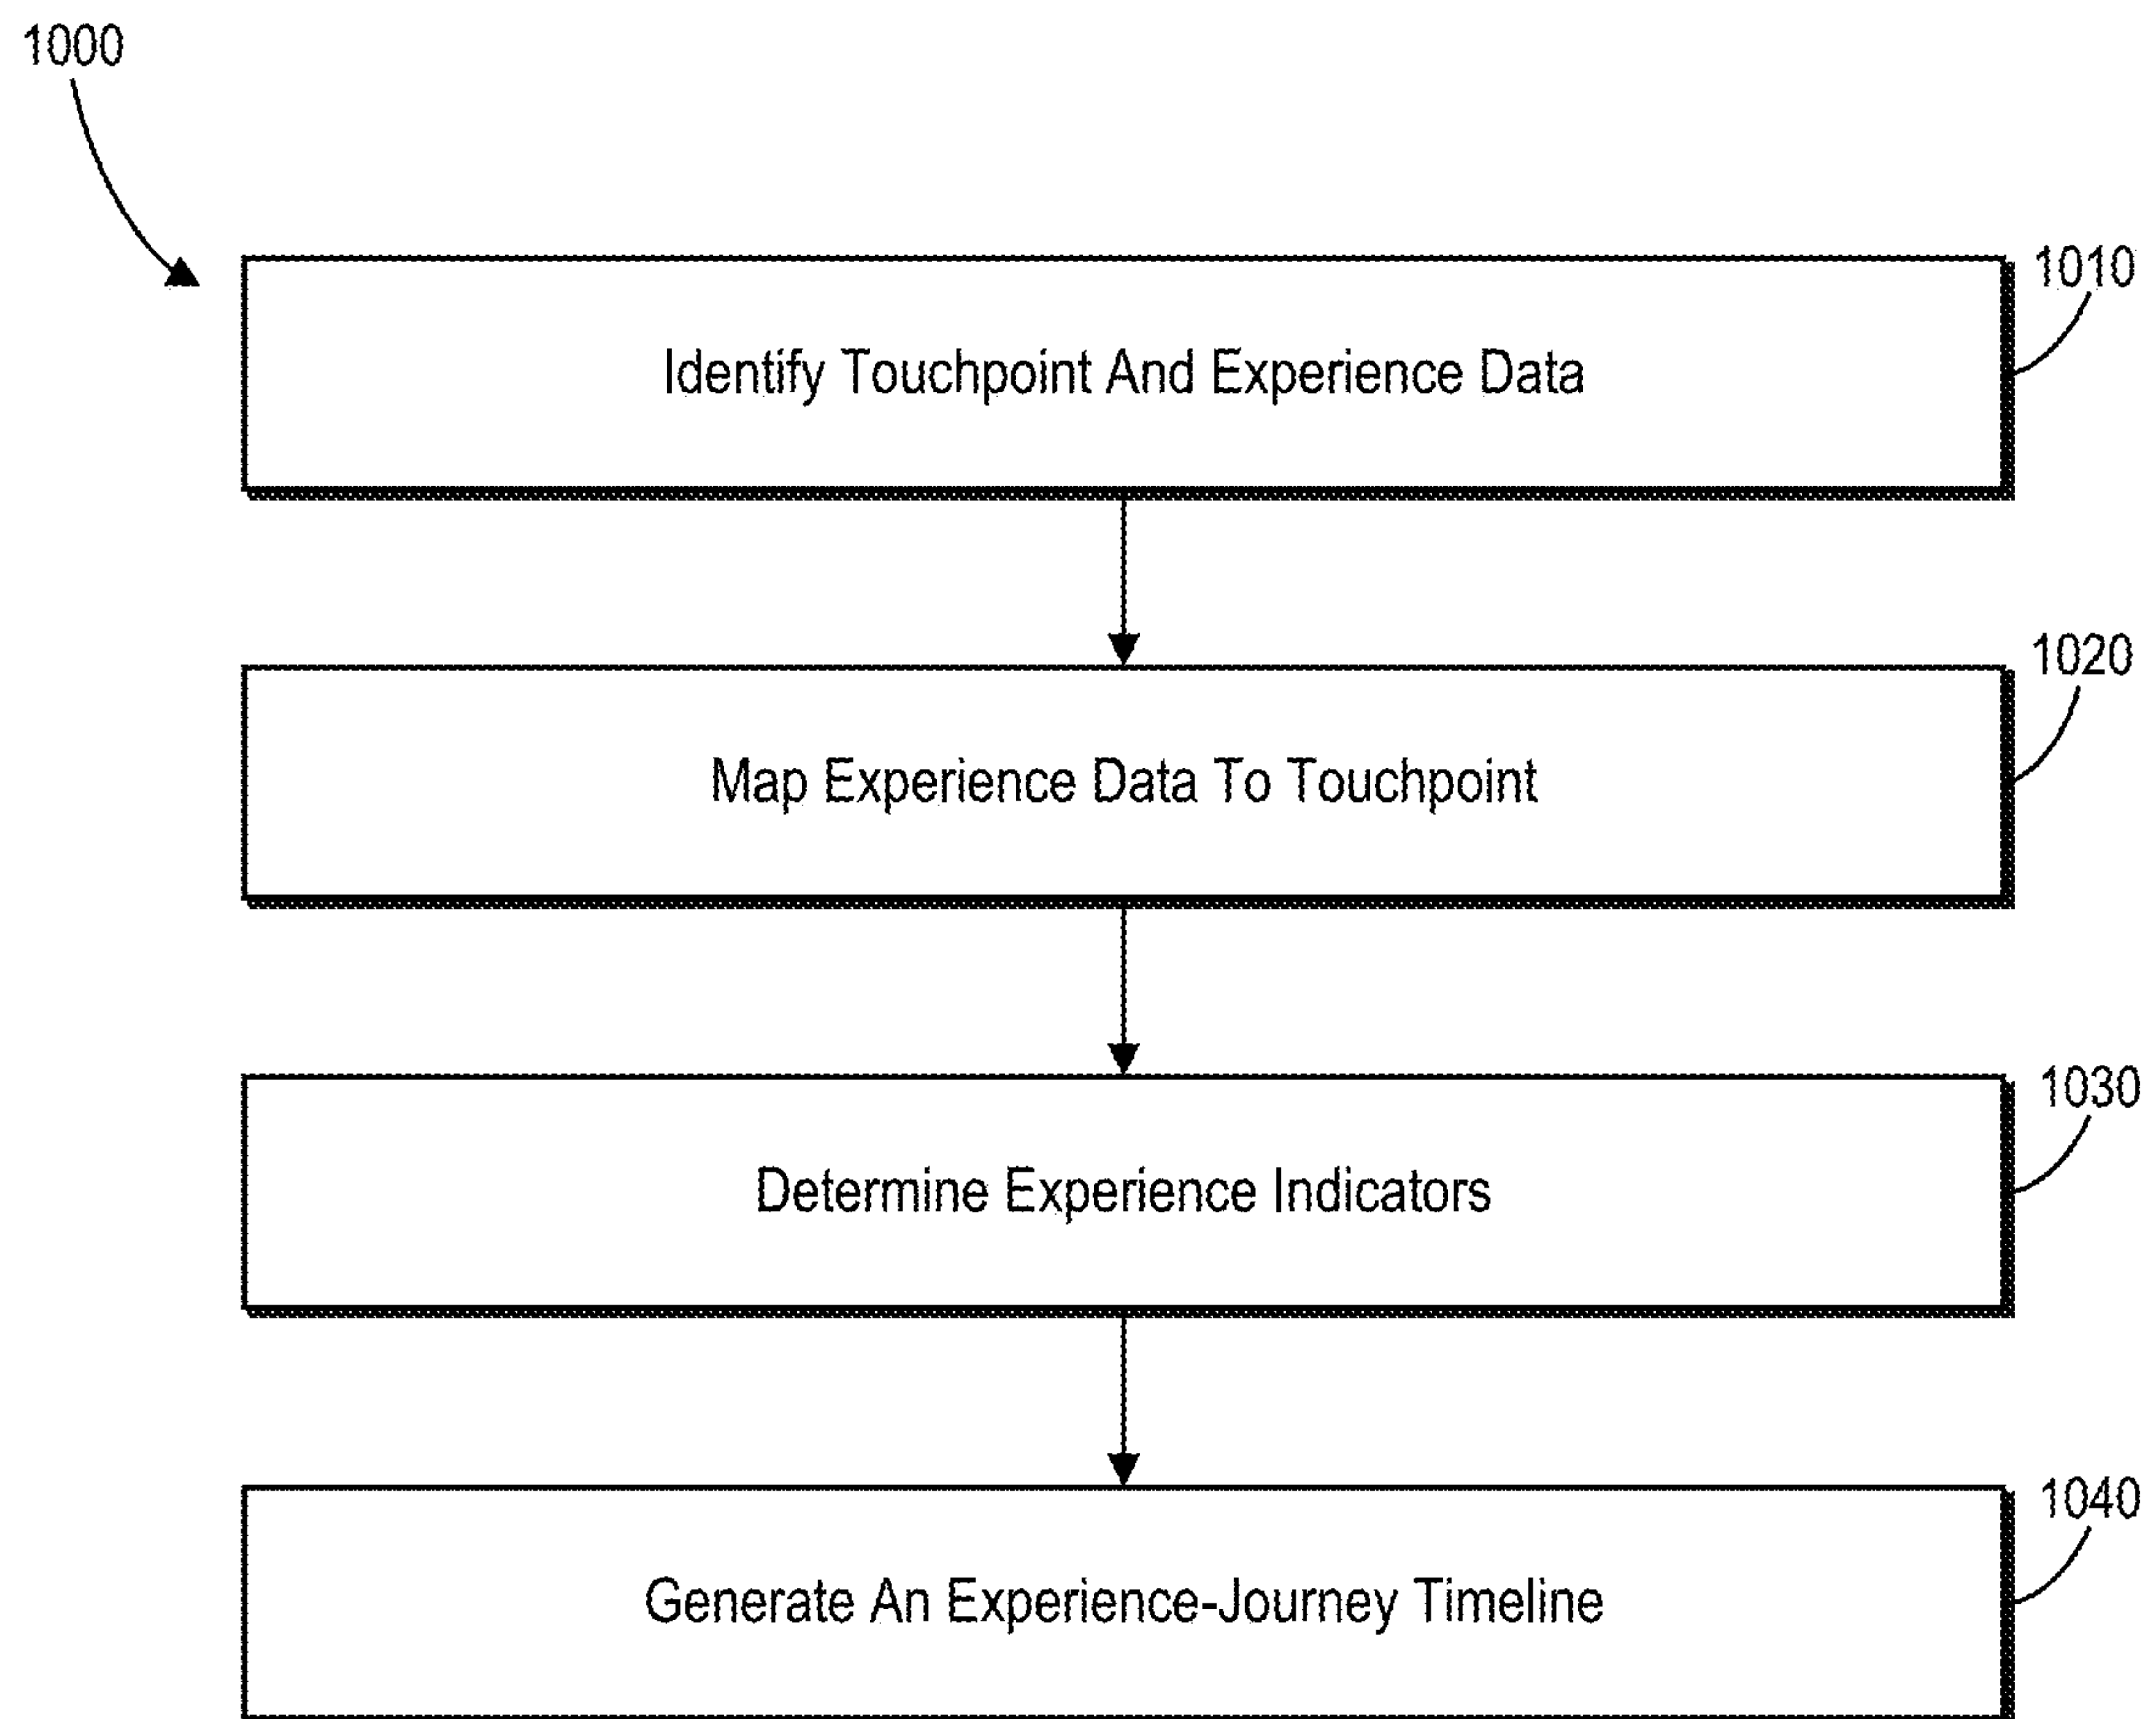 1000
1010
Identify Touchpoint And Experience Data
1020
Map Experience Data To Touchpoint
1030
Determine Experience Indicators
1040
Generate An Experience-Journey Timeline